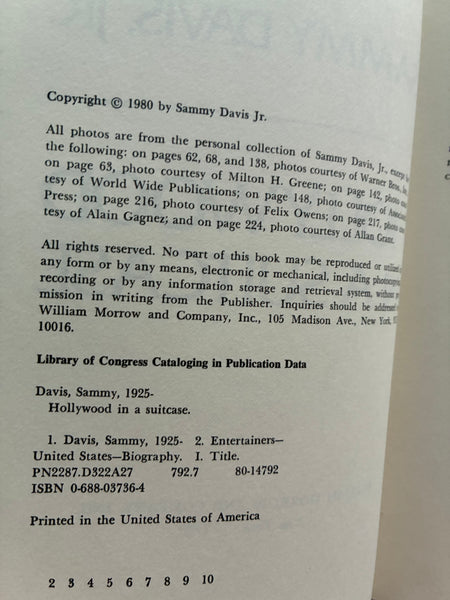 Copyright © 1980 by Sammy Davis Jr.
All photos are from the personal collection of Sammy Davis, Jr., except
the following: on pages 62, 68, and 138, photos courtesy of Warner Bros.,
on page 63, photo courtesy of Milton H. Greene; on page 142, photo
tesy of World Wide Publications; on page 148, photo courtesy of
Press; on page 216, photo courtesy of Felix Owens; on page 217, photo
tesy of Alain Gagnez; and on page 224, photo courtesy of Allan Grant.
All rights reserved. No part of this book may be reproduced or utilized
any form or by any means, electronic or mechanical, including
recording or by any information storage and retrieval system, without
mission in writing from the Publisher. Inquiries should be addressed
William Morrow and Company, Inc., 105 Madison Ave., New York,
10016.
Library of Congress Cataloging in Publication Data
Davis, Sammy, 1925-
Hollywood in a suitcase.
1. Davis, Sammy, 1925- 2. Entertainers—
United States—Biography. I. Title.
PN2287.D322A27 792.7 80-14792
ISBN 0-688-03736-4
Printed in the United States of America
2 3 4 5 6 7 8 9 10